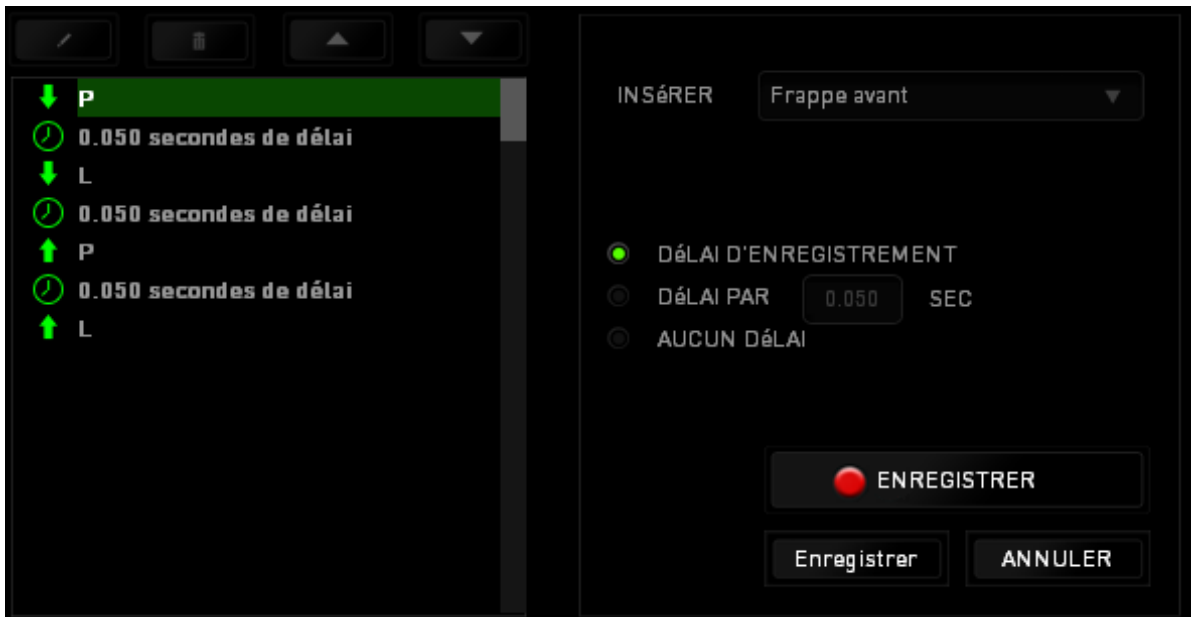 P
0.050 secondes de délai
L
0.050 secondes de délai
P
0.050 secondes de délai
L
INSéRER Frappe avant
DéLAI D'ENREGISTREMENT
DéLAI PAR 0.050 SEC
AUCUN DéLAI
ENREGISTRER
Enregistrer ANNULER